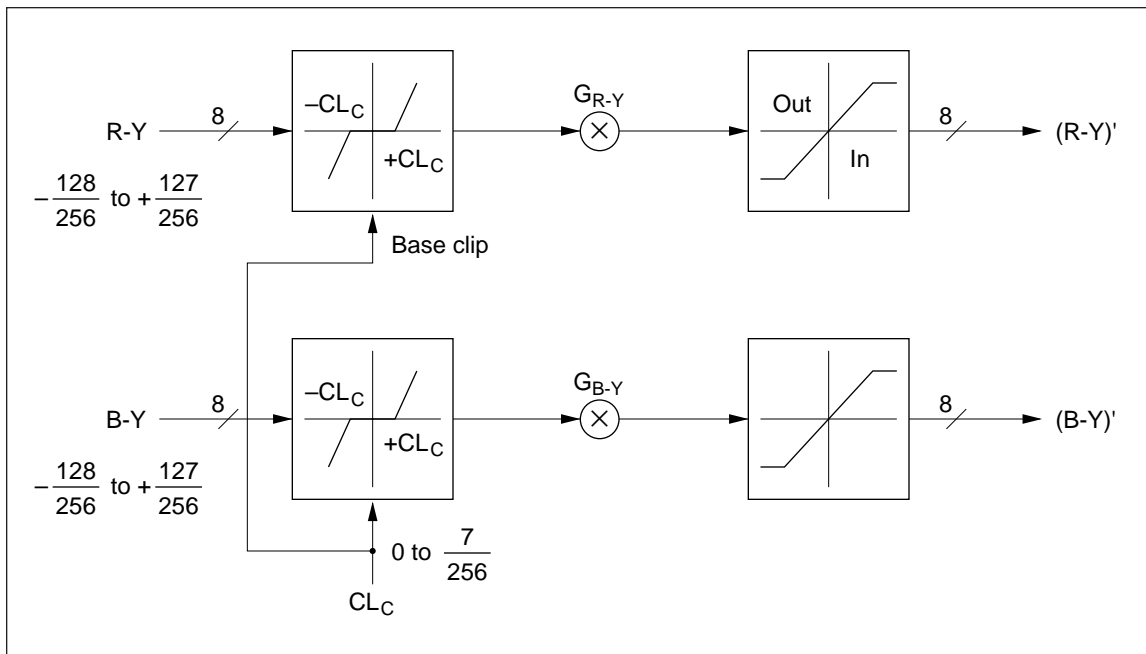 R-Y
8
−128/256 to +127/256
–CL_C
+CL_C
Base clip
G_R-Y
Out
In
8
(R-Y)'
B-Y
8
−128/256 to +127/256
–CL_C
+CL_C
G_B-Y
8
(B-Y)'
0 to 7/256
CL_C